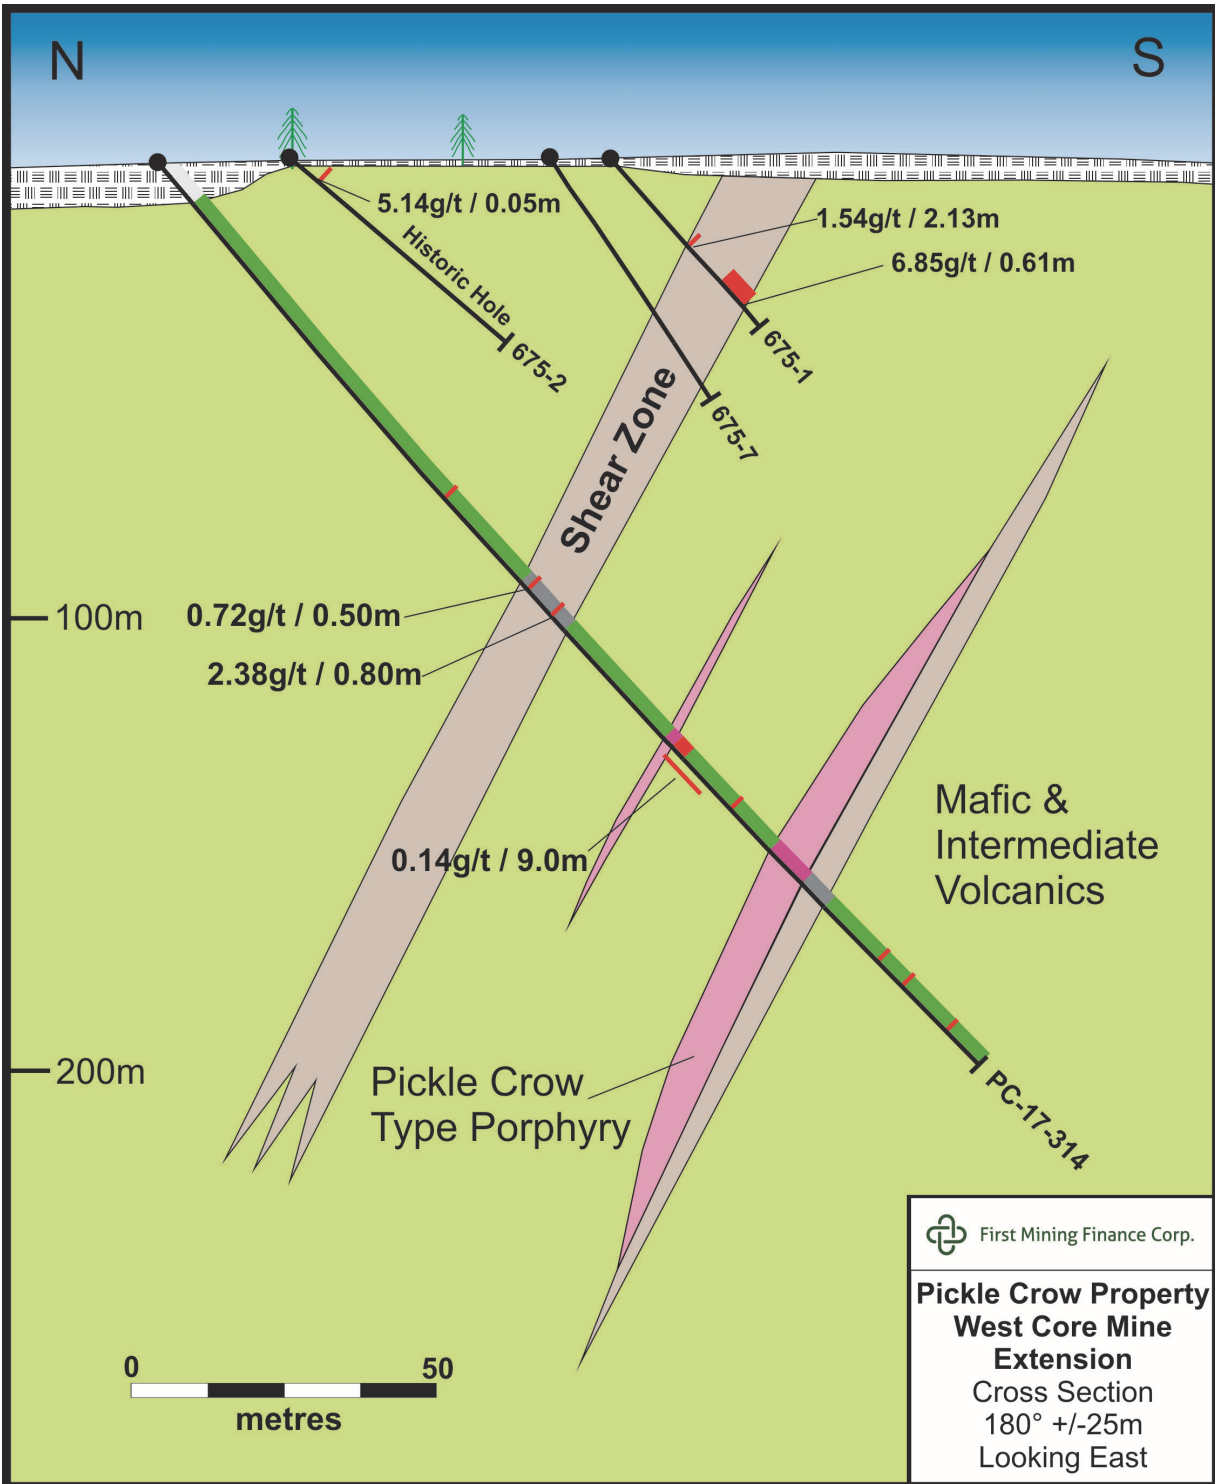 N
S
5.14g/t / 0.05m
1.54g/t / 2.13m
6.85g/t / 0.61m
Historic Hole
675-2
675-1
675-7
Shear Zone
100m
0.72g/t / 0.50m
2.38g/t / 0.80m
0.14g/t / 9.0m
Mafic &
Intermediate
Volcanics
200m
Pickle Crow
Type Porphyry
PC-17-314
First Mining Finance Corp.
Pickle Crow Property
West Core Mine
Extension
Cross Section
180° +/-25m
Looking East
0 50
metres